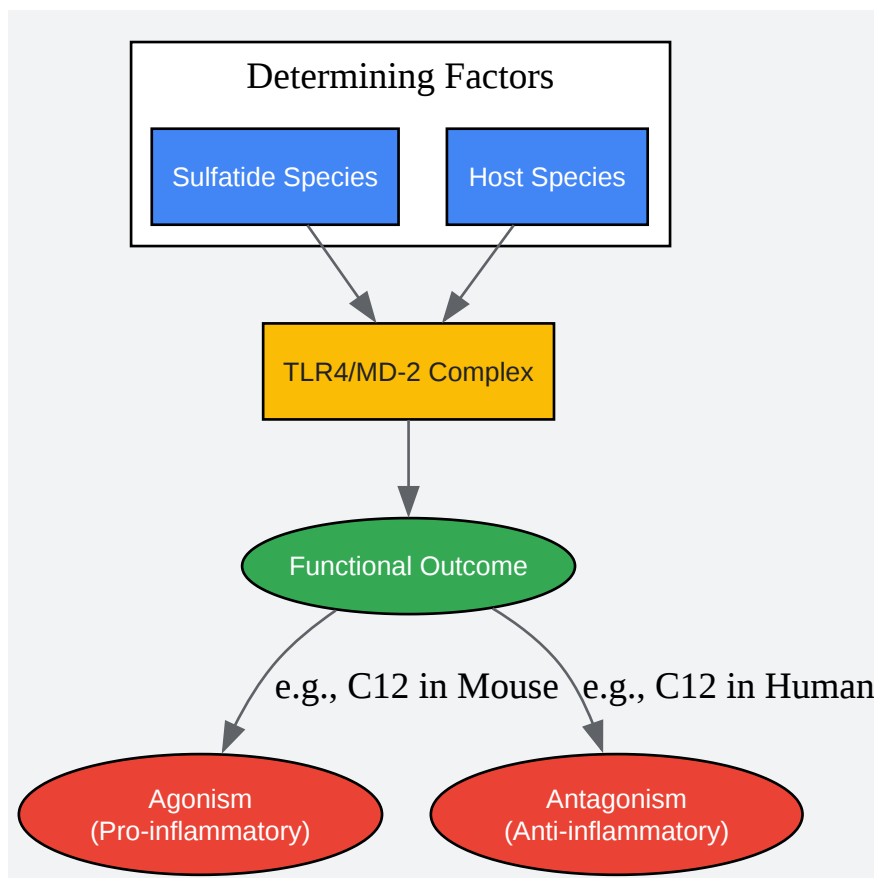 Determining Factors
Sulfatide Species
Host Species
TLR4/MD-2 Complex
Functional Outcome
e.g., C12 in Mouse
e.g., C12 in Human
Agonism
(Pro-inflammatory)
Antagonism
(Anti-inflammatory)